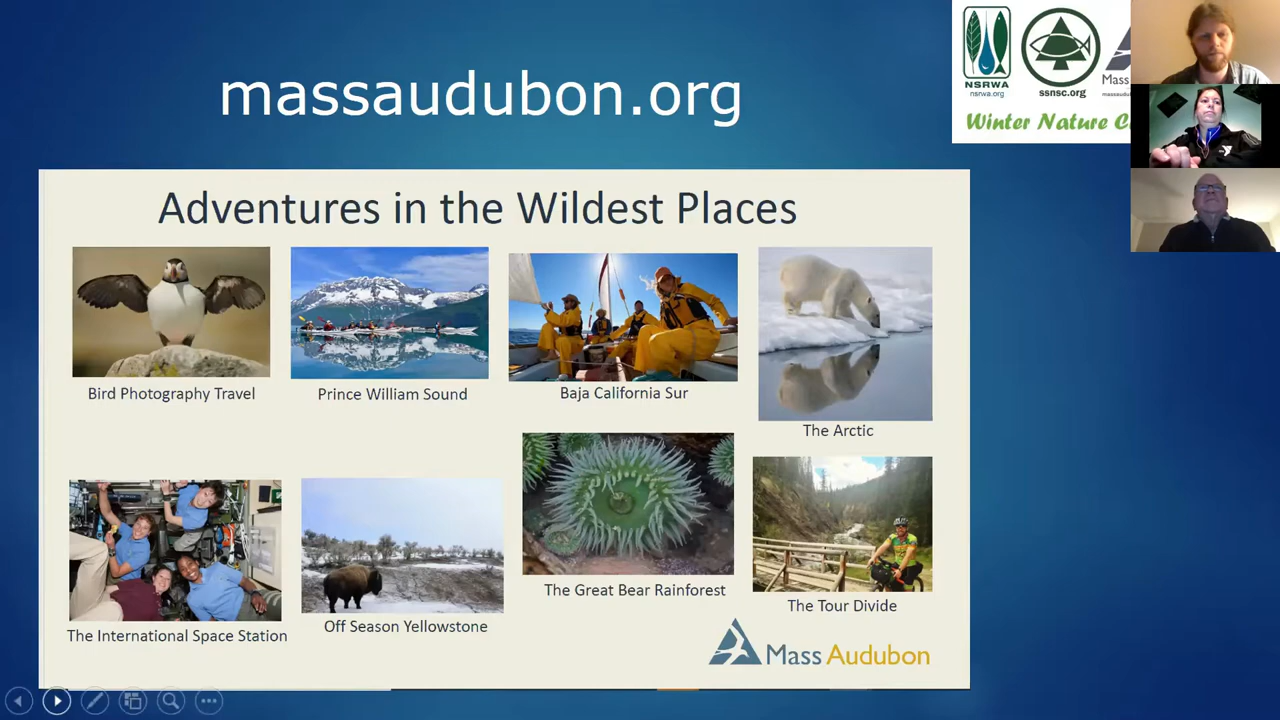 massaudubon.org
NSRWA
nsrwa.org
ssnsc.org
Mass
massaudu
Winter Nature C
Adventures in the Wildest Places
Bird Photography Travel
Prince William Sound
Baja California Sur
The Arctic
The International Space Station
Off Season Yellowstone
The Great Bear Rainforest
The Tour Divide
Mass Audubon